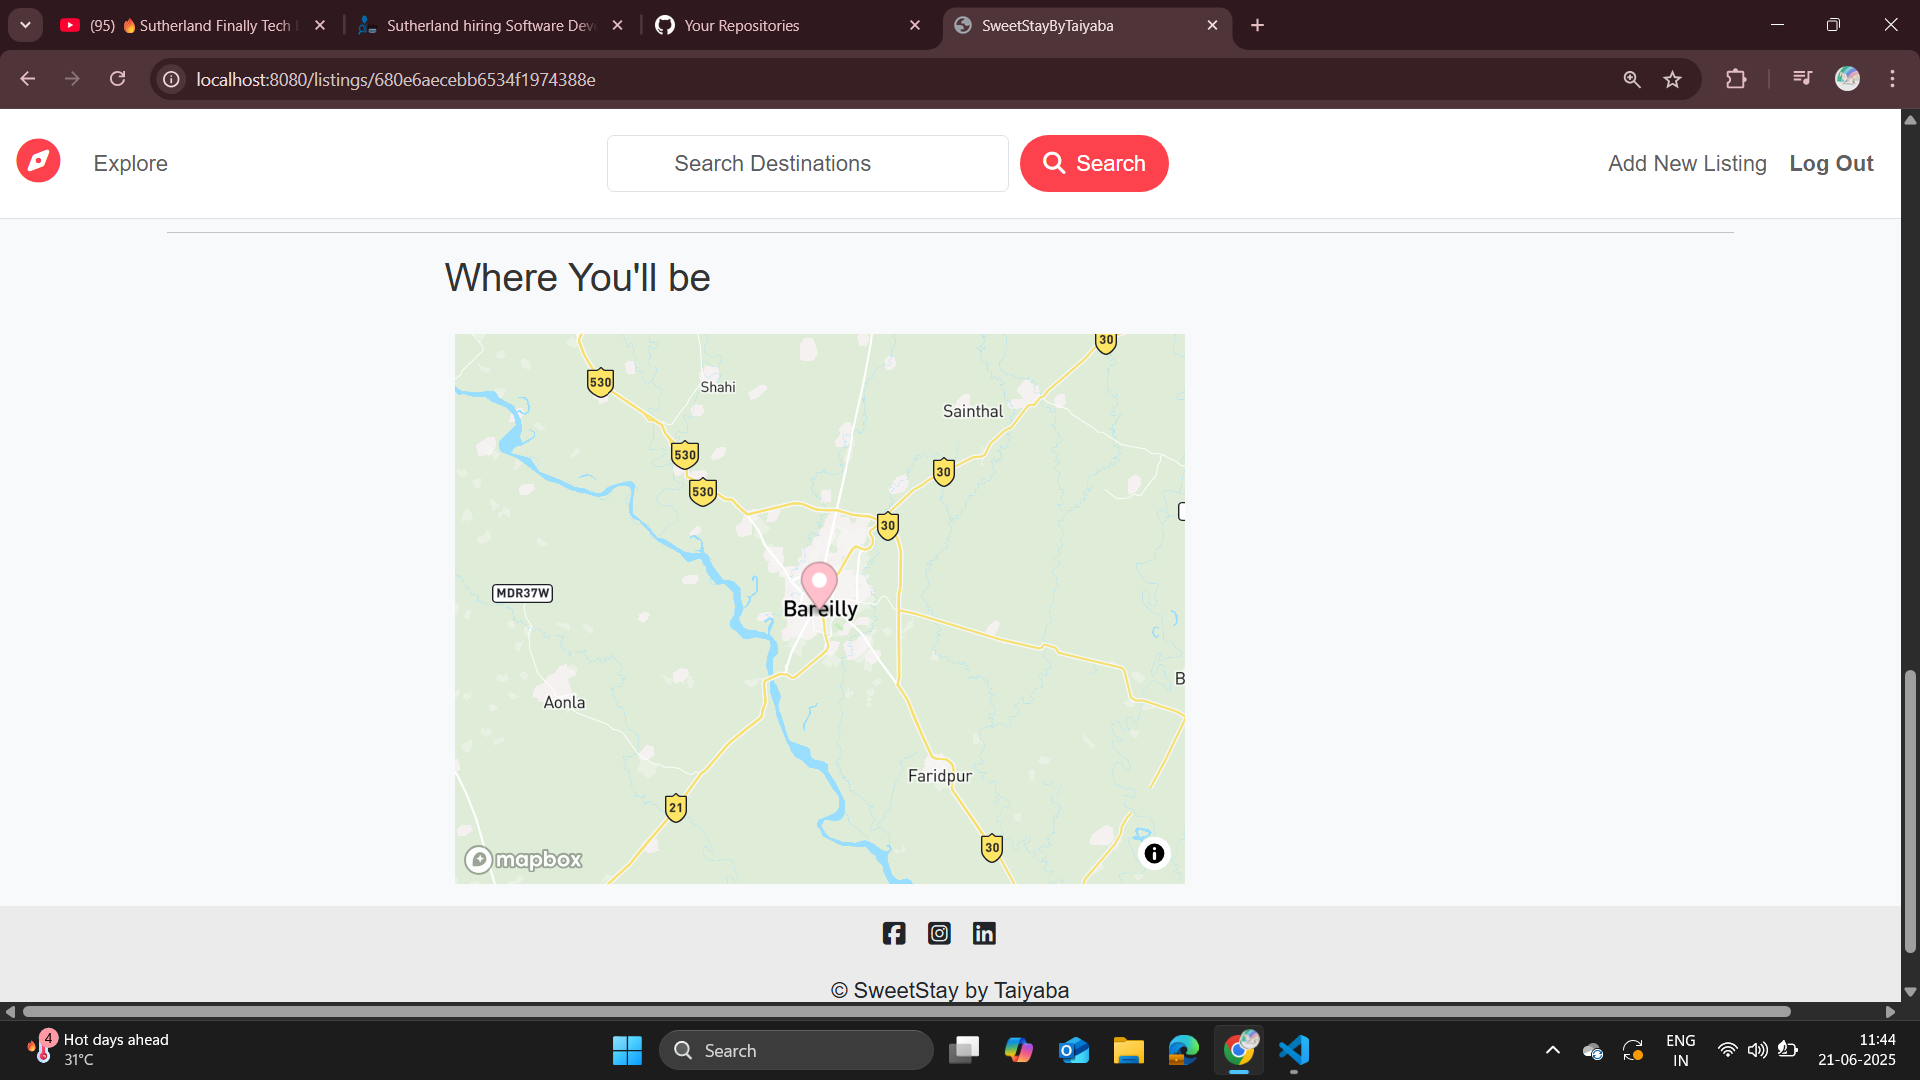 (95) 🔥Sutherland Finally Tech
Sutherland hiring Software Dev
Your Repositories
SweetStayByTaiyaba
localhost:8080/listings/680e6aecebb6534f1974388e
Explore
Search Destinations
Search
Add New Listing
Log Out
Where You'll be
30
530
Shahi
Sainthal
530
30
530
30
MDR37W
Bareilly
B
Aonla
Faridpur
21
30
mapbox
© SweetStay by Taiyaba
4
Hot days ahead
31°C
Search
ENG
IN
11:44
21-06-2025